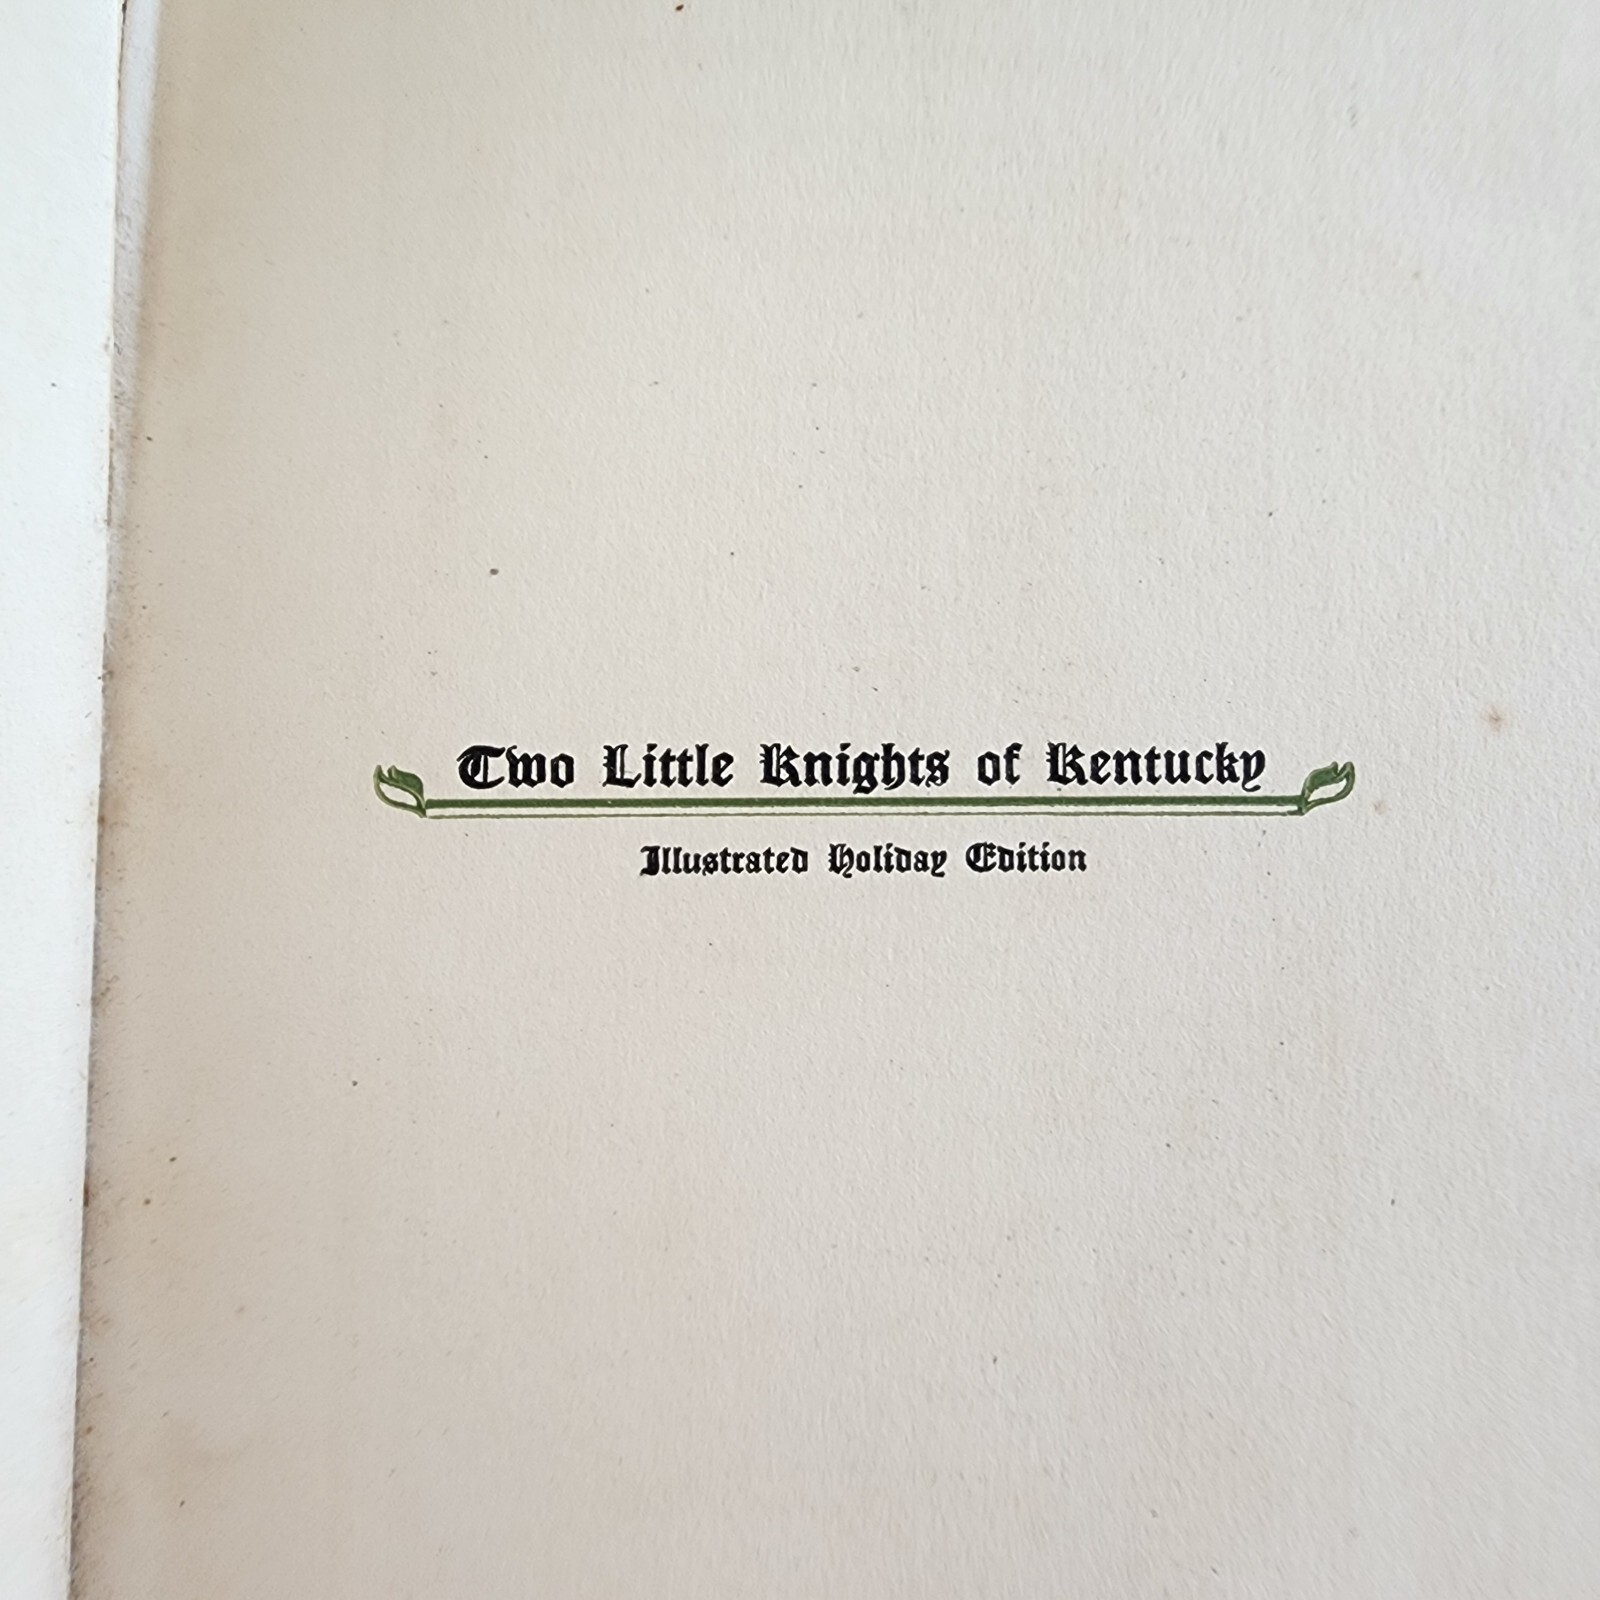 Two Little Knights of Kentucky
Illustrated Holiday Edition